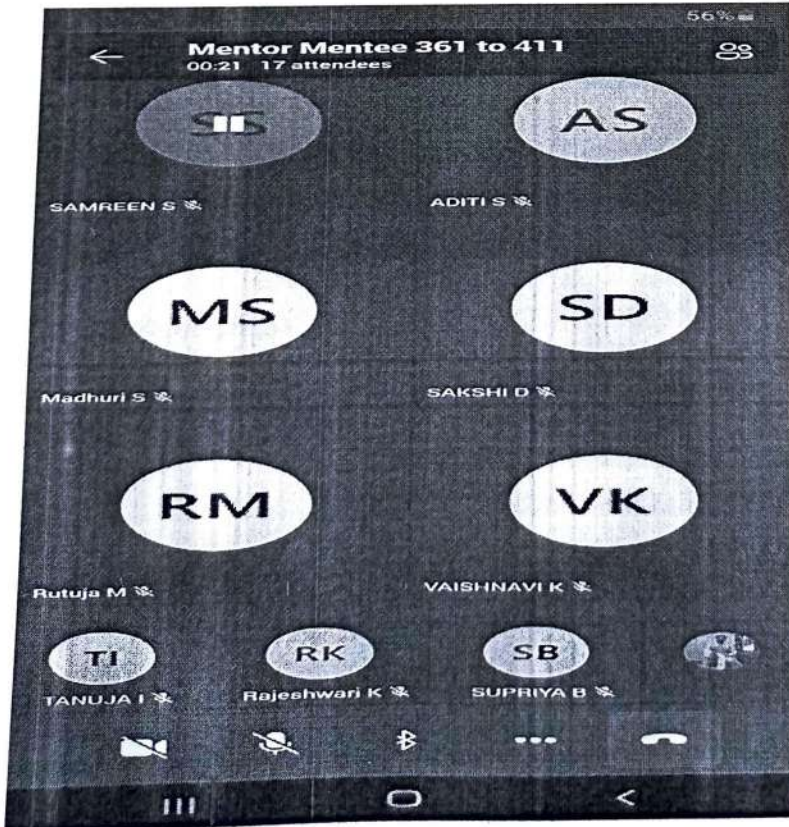 56%
Mentor Mentee 361 to 411
00:21 17 attendees
SS AS
SAMREEN S ADITI S
MS SD
Madhuri S SAKSHI D
RM VK
Rutuja M VAISHNAVI K
TI RK SB
TANUJA I Rajeshwari K SUPRIYA B